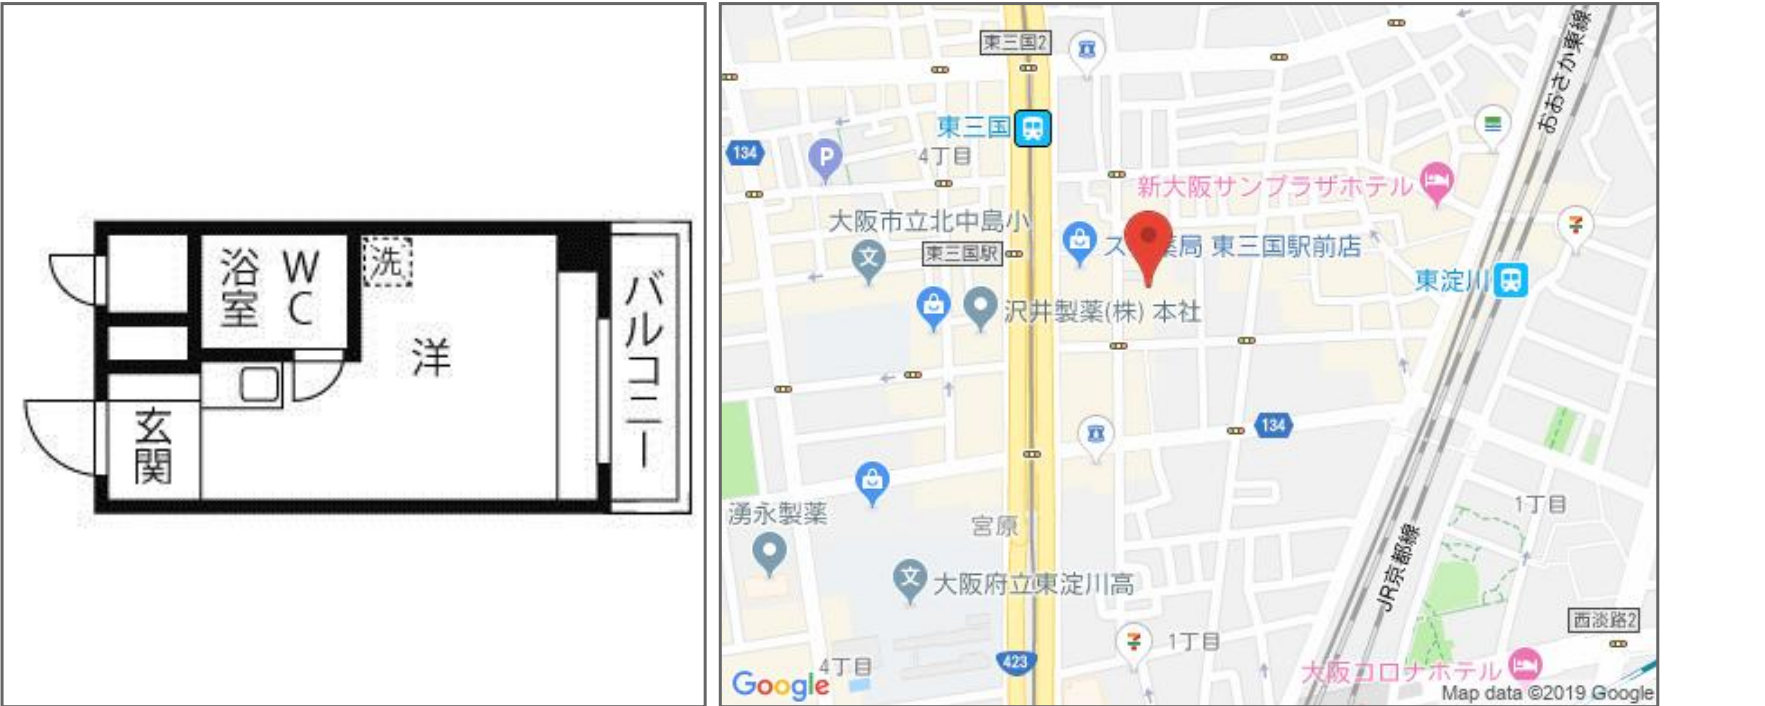 浴室
WC
洗
洋
バルコニー
玄関
東三国2
おおさか東線
東三国
134
P
4丁目
新大阪サンプラザホテル
大阪市立北中島小
東三国駅
薬局 東三国駅前店
東淀川
沢井製薬(株) 本社
134
湧永製薬
宮原
1丁目
JR京都線
大阪府立東淀川高
西淡路2
1丁目
4丁目
423
大阪コロナホテル
Google
Map data ©2019 Google